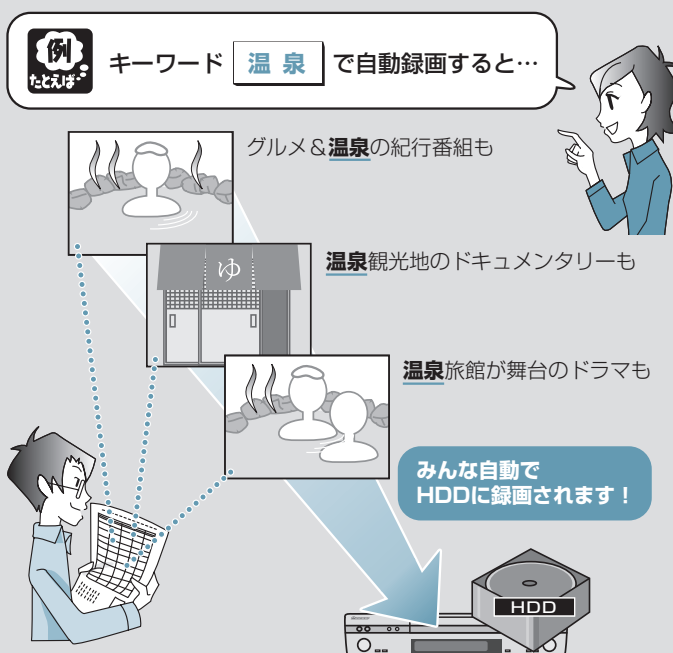 例
たとえば
キーワード 温泉 で自動録画すると…
グルメ&温泉の紀行番組も
ゆ
温泉観光地のドキュメンタリーも
温泉旅館が舞台のドラマも
みんな自動で
HDDに録画されます！
HDD